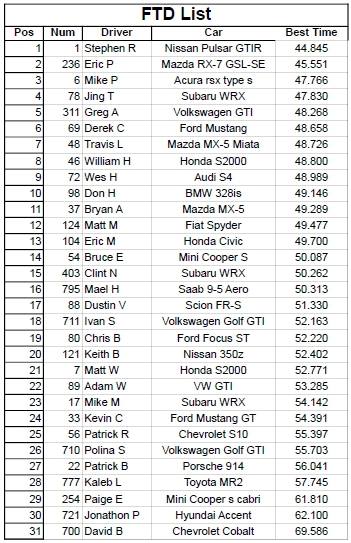 FTD List
Pos Num Driver Car Best Time
1 1 Stephen R Nissan Pulsar GTIR 44.845
2 236 Eric P Mazda RX-7 GSL-SE 45.551
3 6 Mike P Acura rsx type s 47.766
4 78 Jing T Subaru WRX 47.830
5 311 Greg A Volkswagen GTI 48.268
6 69 Derek C Ford Mustang 48.658
7 48 Travis L Mazda MX-5 Miata 48.726
8 46 William H Honda S2000 48.800
9 72 Wes H Audi S4 48.989
10 98 Don H BMW 328is 49.146
11 37 Bryan A Mazda MX-5 49.289
12 124 Matt M Fiat Spyder 49.477
13 104 Eric M Honda Civic 49.700
14 54 Bruce E Mini Cooper S 50.087
15 403 Clint N Subaru WRX 50.262
16 795 Mael H Saab 9-5 Aero 50.313
17 88 Dustin V Scion FR-S 51.330
18 711 Ivan S Volkswagen Golf GTI 52.163
19 80 Chris B Ford Focus ST 52.220
20 121 Keith B Nissan 350z 52.402
21 7 Matt W Honda S2000 52.771
22 89 Adam W VW GTI 53.285
23 17 Mike M Subaru WRX 54.142
24 33 Kevin C Ford Mustang GT 54.391
25 56 Patrick R Chevrolet S10 55.397
26 710 Polina S Volkswagen Golf GTI 55.703
27 22 Patrick B Porsche 914 56.041
28 777 Kaleb L Toyota MR2 57.745
29 254 Paige E Mini Cooper s cabri 61.810
30 721 Jonathon P Hyundai Accent 62.100
31 700 David B Chevrolet Cobalt 69.586